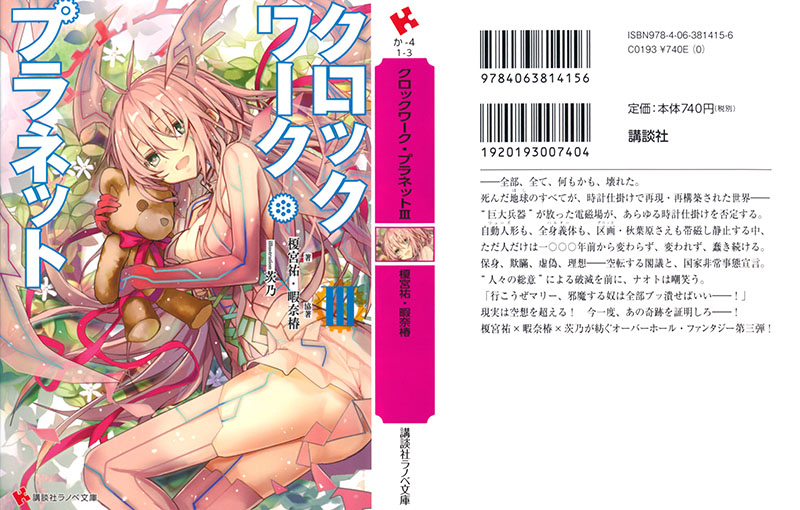 クロックワーク・プラネット
III
榎宮祐・暇奈椿
著
協著
Illustration
茨乃
講談社ラノベ文庫
か-4
1-3
クロックワーク・プラネットIII
榎宮祐・暇奈椿
講談社ラノベ文庫
ISBN978-4-06-381415-6
C0193 ¥740E (0)
9784063814156
定価:本体740円(税別)
1920193007404
講談社
――全部、全て、何もかも、壊れた。
死んだ地球のすべてが、時計仕掛けで再現・再構築された世界――
“巨大兵器”が放った電磁場が、あらゆる時計仕掛けを否定する。
自動人形も、全身義体も、区画・秋葉原さえも帯磁し静止する中、
ただ人だけは一〇〇〇年前から変わらず、変われず、蠢き続ける。
保身、欺瞞、虚偽、理想――空転する閣議と、国家非常事態宣言。
“人々の総意”による破滅を前に、ナオトは嘲笑う。
「行こうぜマリー、邪魔する奴は全部ブッ潰せばいい――!」
現実は空想を超える! 今一度、あの奇跡を証明しろ――!
榎宮祐×暇奈椿×茨乃が紡ぐオーバーホール・ファンタジー第三弾!